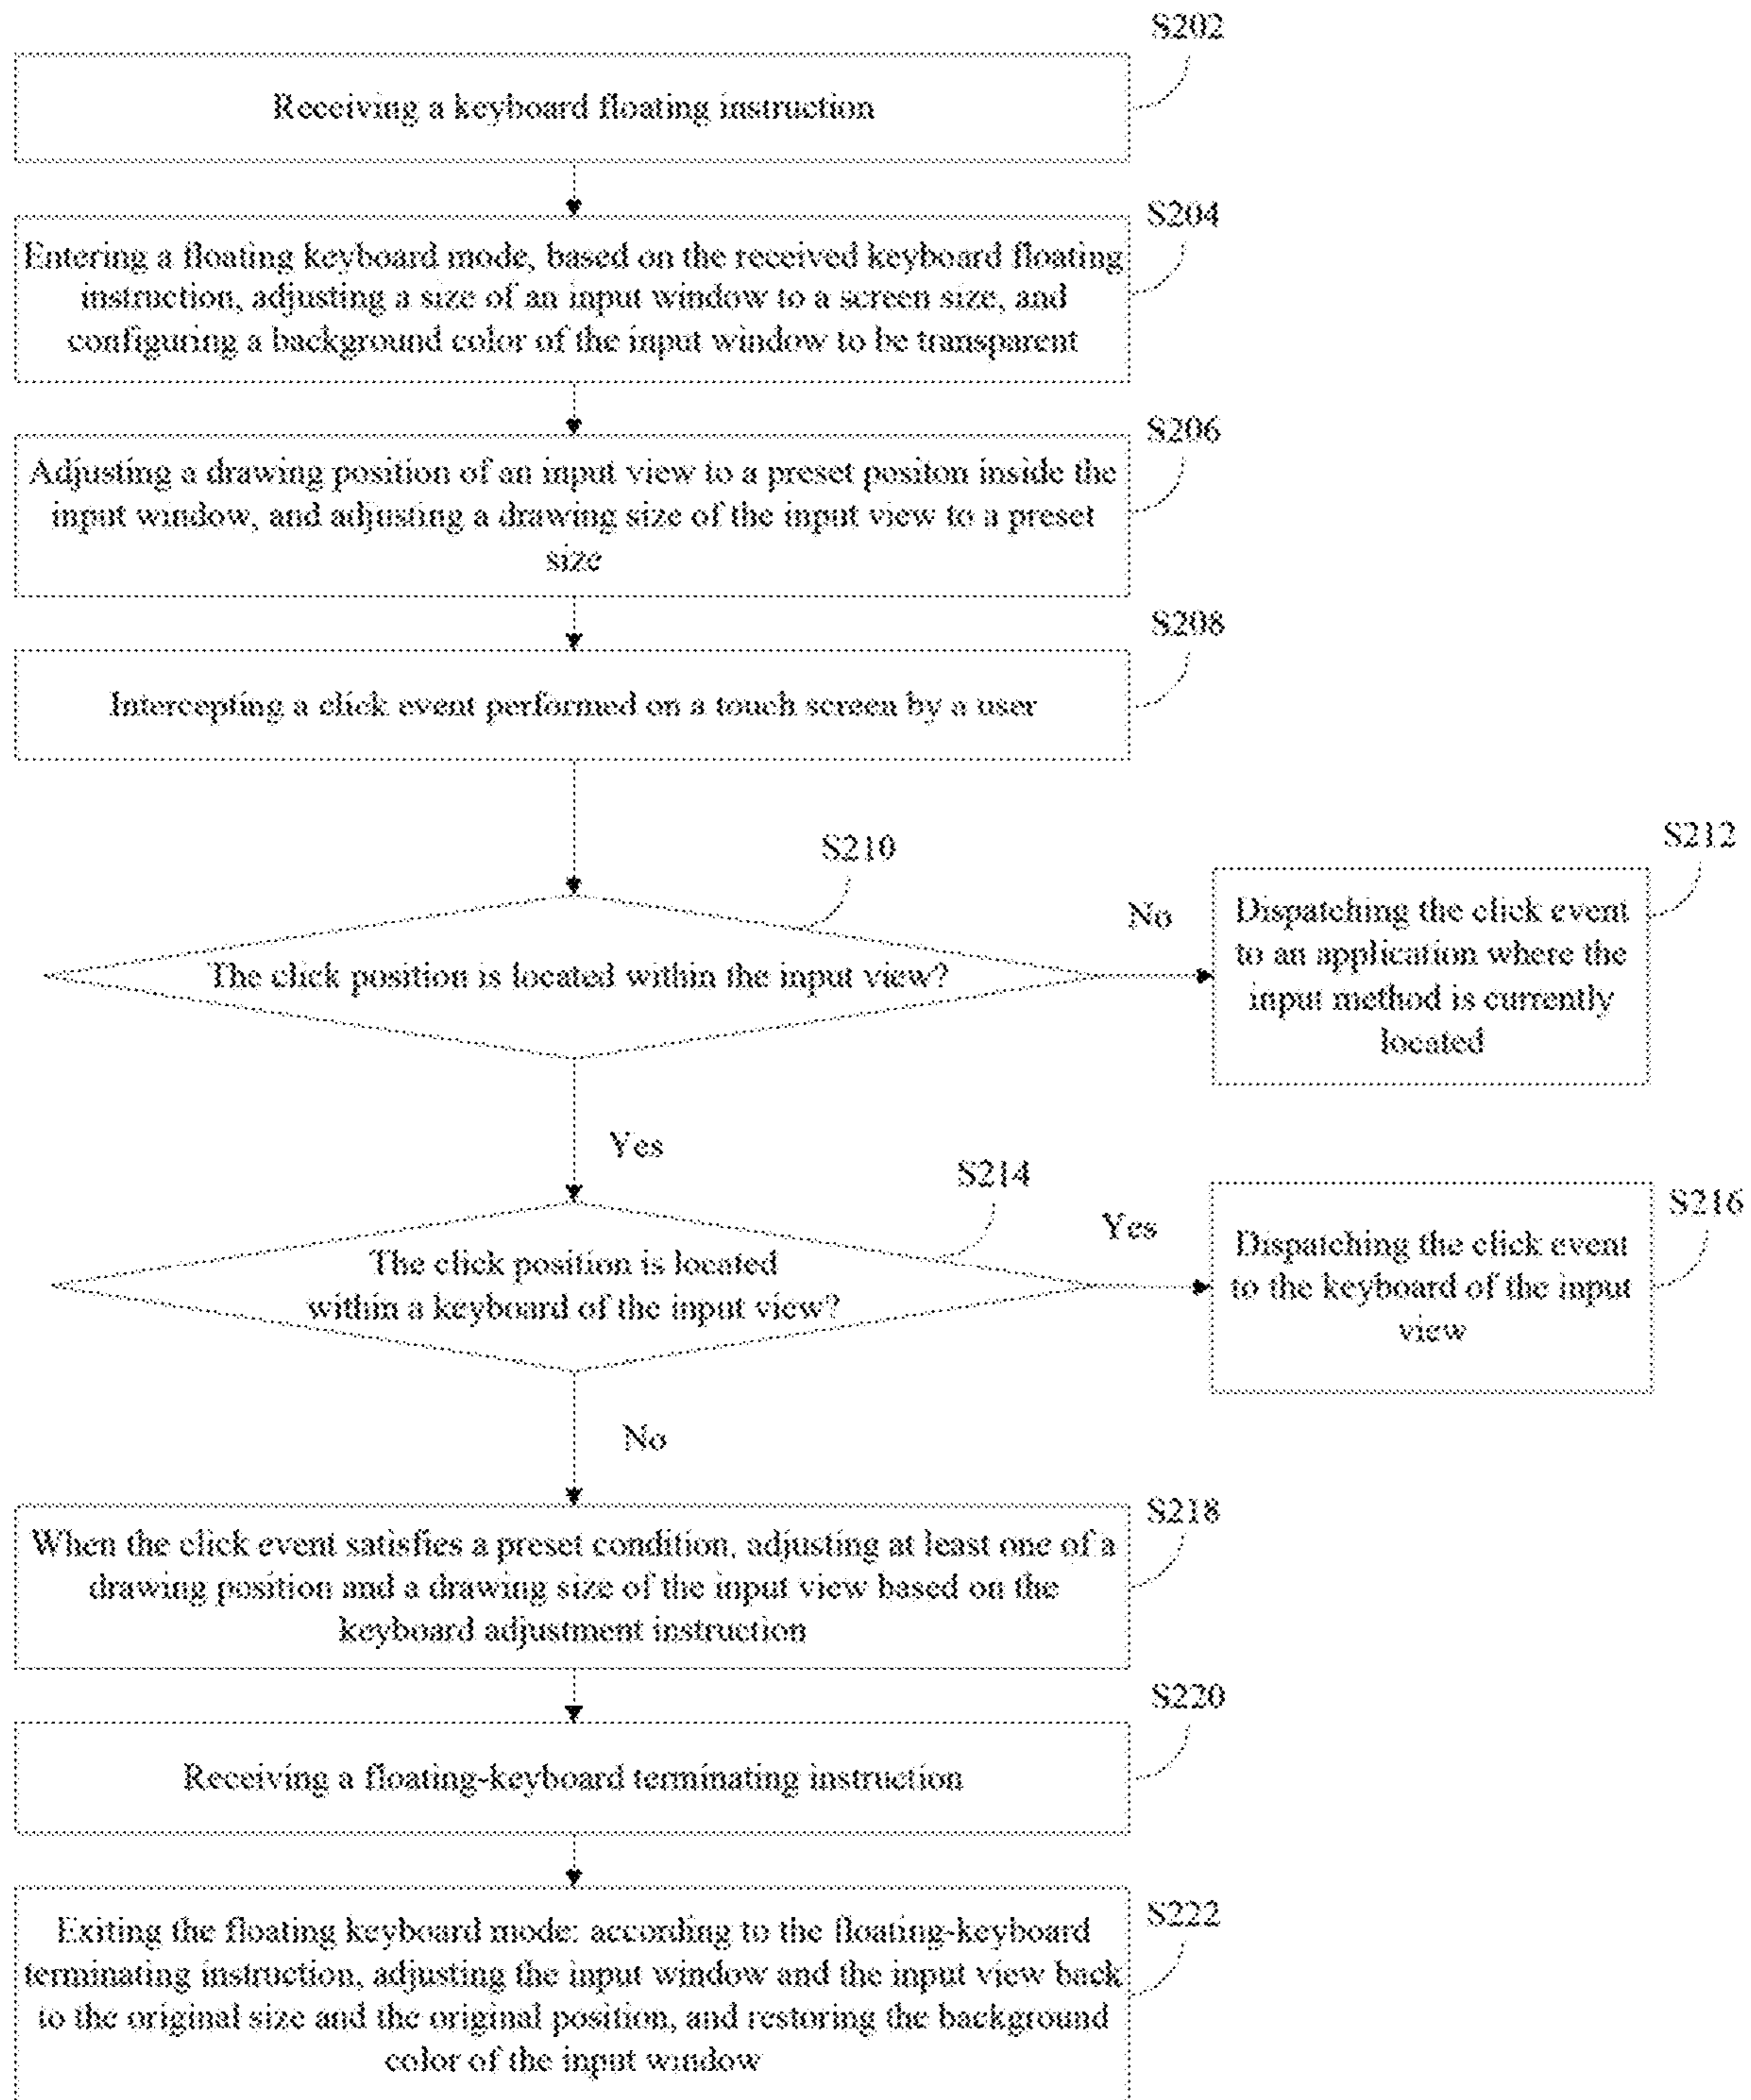 S202
Receiving a keyboard floating instruction
S204
Entering a floating keyboard mode, based on the received keyboard floating
instruction, adjusting a size of an input window to a screen size, and
configuring a background color of the input window to be transparent
S206
Adjusting a drawing position of an input view to a preset positon inside the
input window, and adjusting a drawing size of the input view to a preset
size
S208
Intercepting a click event performed on a touch screen by a user
S210
The click position is located within the input view?
No
S212
Dispatching the click event
to an application where the
input method is currently
located
Yes
S214
The click position is located
within a keyboard of the input view?
Yes
S216
Dispatching the click event
to the keyboard of the input
view
No
S218
When the click event satisfies a preset condition, adjusting at least one of a
drawing position and a drawing size of the input view based on the
keyboard adjustment instruction
S220
Receiving a floating-keyboard terminating instruction
S222
Exiting the floating keyboard mode: according to the floating-keyboard
terminating instruction, adjusting the input window and the input view back
to the original size and the original position, and restoring the background
color of the input window